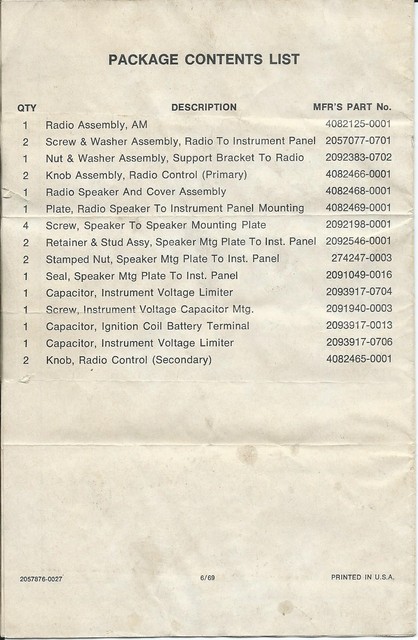 PACKAGE CONTENTS LIST
QTY DESCRIPTION MFR'S PART No.
1 Radio Assembly, AM 4082125-0001
2 Screw & Washer Assembly, Radio To Instrument Panel 2057077-0701
1 Nut & Washer Assembly, Support Bracket To Radio 2092383-0702
2 Knob Assembly, Radio Control (Primary) 4082466-0001
1 Radio Speaker And Cover Assembly 4082468-0001
1 Plate, Radio Speaker To Instrument Panel Mounting 4082469-0001
4 Screw, Speaker To Speaker Mounting Plate 2092198-0001
2 Retainer & Stud Assy, Speaker Mtg Plate To Inst. Panel 2092546-0001
2 Stamped Nut, Speaker Mtg Plate To Inst. Panel 274247-0003
1 Seal, Speaker Mtg Plate To Inst. Panel 2091049-0016
1 Capacitor, Instrument Voltage Limiter 2093917-0704
1 Screw, Instrument Voltage Capacitor Mtg. 2091940-0003
1 Capacitor, Ignition Coil Battery Terminal 2093917-0013
1 Capacitor, Instrument Voltage Limiter 2093917-0706
2 Knob, Radio Control (Secondary) 4082465-0001
2057876-0027 6/69 PRINTED IN U.S.A.